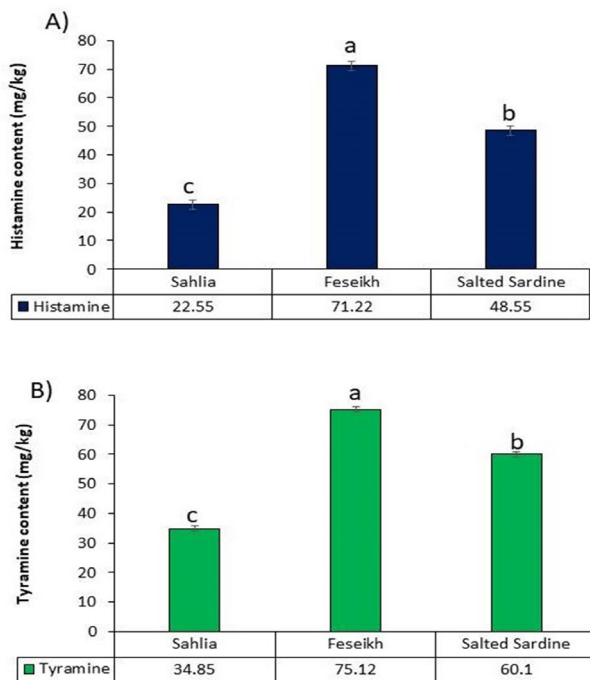 A)
Histamine content (mg/kg)
80
70
60
50
40
30
20
10
0
c
a
b
Sahlia Feseikh Salted Sardine
Histamine 22.55 71.22 48.55
B)
Tyramine content (mg/kg)
80
70
60
50
40
30
20
10
0
c
a
b
Sahlia Feseikh Salted Sardine
Tyramine 34.85 75.12 60.1